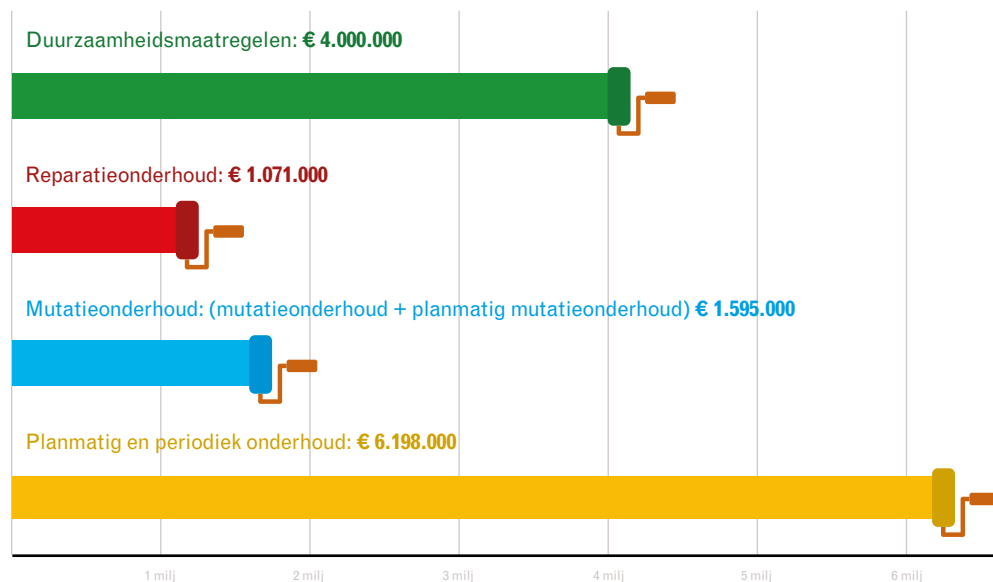 Duurzaamheidsmaatregelen: € 4.000.000
Reparatieonderhoud: € 1.071.000
Mutatieonderhoud: (mutatieonderhoud + planmatig mutatieonderhoud) € 1.595.000
Planmatig en periodiek onderhoud: € 6.198.000
1 milj 2 milj 3 milj 4 milj 5 milj 6 milj